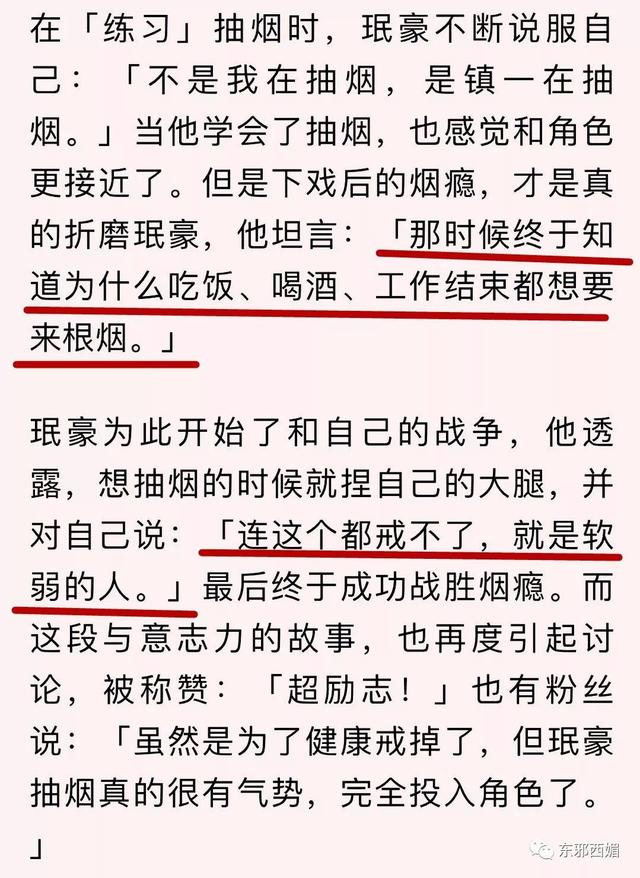 在「练习」抽烟时，珉豪不断说服自
己：「不是我在抽烟，是镇一在抽
烟。」当他学会了抽烟，也感觉和角色
更接近了。但是下戏后的烟瘾，才是真
的折磨珉豪，他坦言：「那时候终于知
道为什么吃饭、喝酒、工作结束都想要
来根烟。」
珉豪为此开始了和自己的战争，他透
露，想抽烟的时候就捏自己的大腿，并
对自己说：「连这个都戒不了，就是软
弱的人。」最后终于成功战胜烟瘾。而
这段与意志力的故事，也再度引起讨
论，被称赞：「超励志！」也有粉丝
说：「虽然是为了健康戒掉了，但珉豪
抽烟真的很有气势，完全投入角色了。
」
东邪西媚